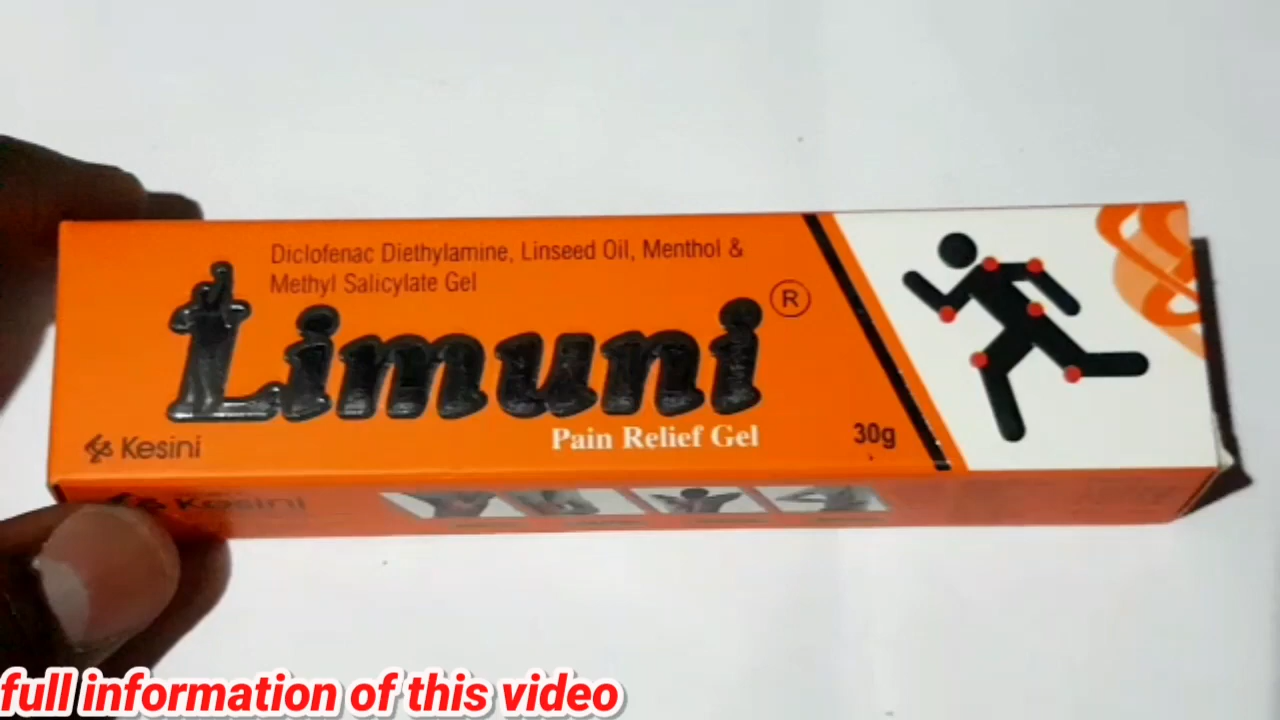 Diclofenac Diethylamine, Linseed Oil, Menthol &
Methyl Salicylate Gel
Limuni ®
Pain Relief Gel
Kesini
30g
Kesini
full information of this video